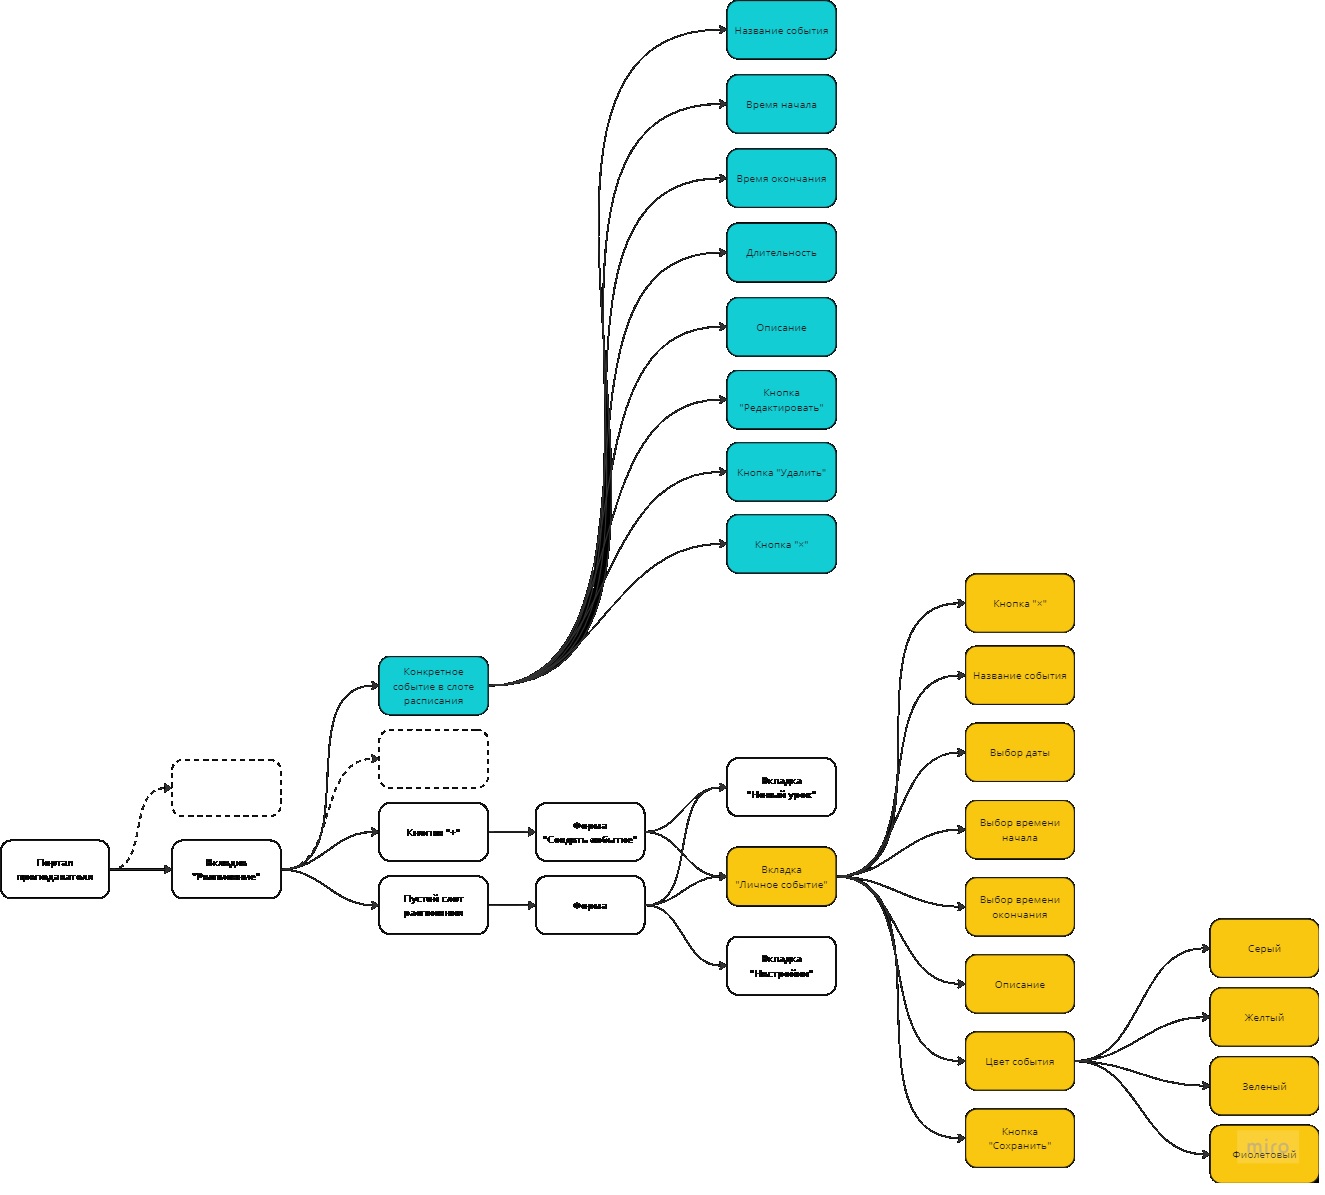 Название события
Время начала
Время окончания
Длительность
Описание
Кнопка
"Редактировать"
Кнопка "Удалить"
Кнопка "×"
Конкретное
событие в слоте
расписания
Портал
преподавателя
Вкладка
"Расписание"
Кнопка "+"
Пустой слот
расписания
Форма
"Создать событие"
Форма
Вкладка
"Новый урок"
Вкладка
"Личное событие"
Вкладка
"Настройки"
Кнопка "×"
Название события
Выбор даты
Выбор времени
начала
Выбор времени
окончания
Описание
Цвет события
Кнопка
"Сохранить"
Серый
Желтый
Зеленый
Фиолетовый
miro